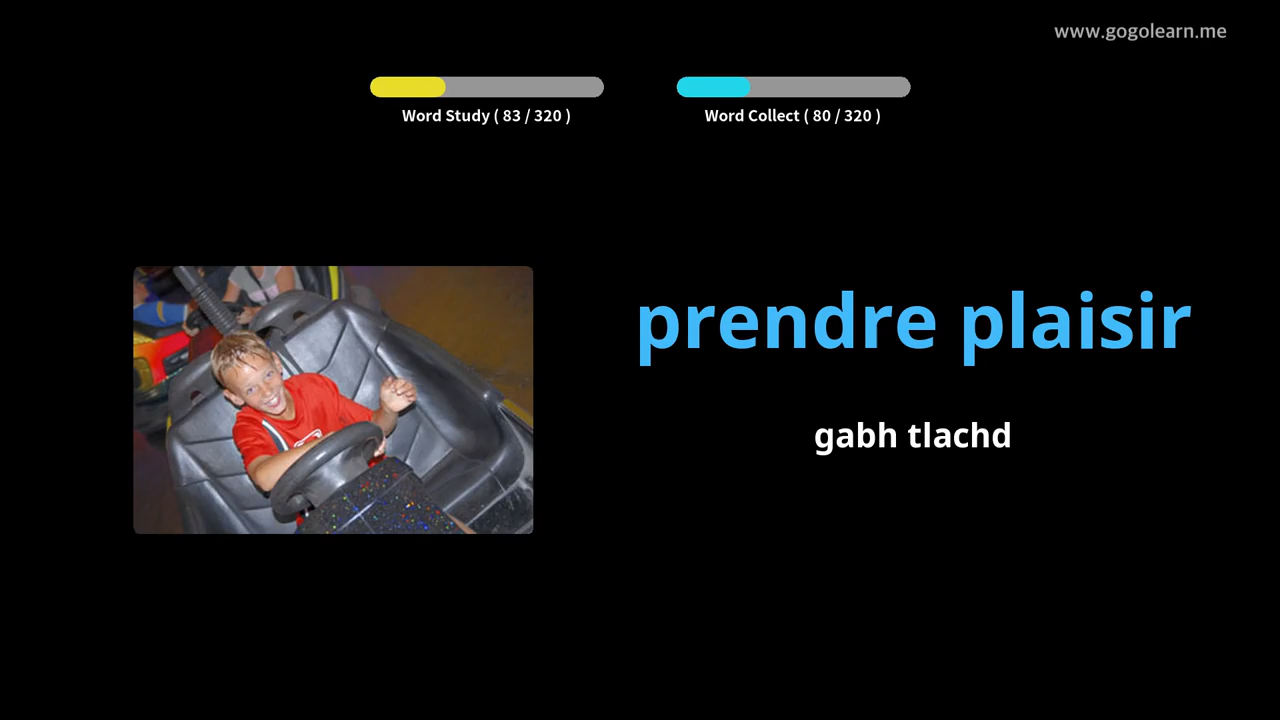 www.gogolearn.me
Word Study ( 83 / 320 )
Word Collect ( 80 / 320 )
prendre plaisir
gabh tlachd